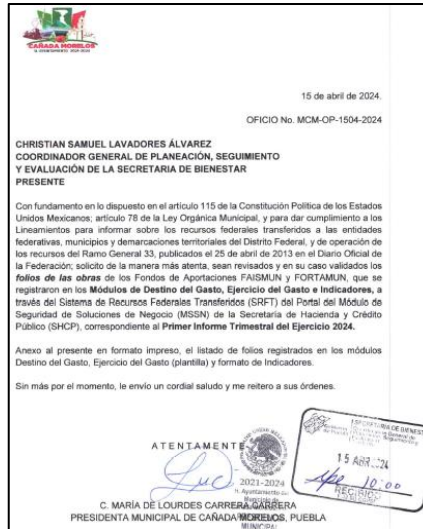 CAÑADA MORELOS
15 de abril de 2024.
OFICIO No. MCM-OP-1504-2024
CHRISTIAN SAMUEL LAVADORES ÁLVAREZ
COORDINADOR GENERAL DE PLANEACIÓN, SEGUIMIENTO
Y EVALUACIÓN DE LA SECRETARIA DE BIENESTAR
PRESENTE
Con fundamento en lo dispuesto en el artículo 115 de la Constitución Política de los Estados
Unidos Mexicanos; artículo 78 de la Ley Orgánica Municipal, y para dar cumplimiento a los
Lineamientos para informar sobre los recursos federales transferidos a las entidades
federativas, municipios y demarcaciones territoriales del Distrito Federal, y de operación de
los recursos del Ramo General 33, publicados el 25 de abril de 2013 en el Diario Oficial de
la Federación; solicito de la manera más atenta, sean revisados y en su caso validados los
folios de las obras de los Fondos de Aportaciones FAISMUN y FORTAMUN, que se
registraron en los Módulos de Destino del Gasto, Ejercicio del Gasto e Indicadores, a
través del Sistema de Recursos Federales Transferidos (SRFT) del Portal del Módulo de
Seguridad de Soluciones de Negocio (MSSN) de la Secretaría de Hacienda y Crédito
Público (SHCP), correspondiente al Primer Informe Trimestral del Ejercicio 2024.
Anexo al presente en formato impreso, el listado de folios registrados en los módulos
Destino del Gasto, Ejercicio del Gasto (plantilla) y formato de Indicadores.
Sin más por el momento, le envío un cordial saludo y me reitero a sus órdenes.
ATENTAMENTE
2021-2024
C. MARÍA DE LOURDES CARRERA CARRERA
PRESIDENTA MUNICIPAL DE CAÑADA MORELOS, PUEBLA
SECRETARÍA DE BIENESTAR
15 ABR 2024
10:00
RECIBIDO